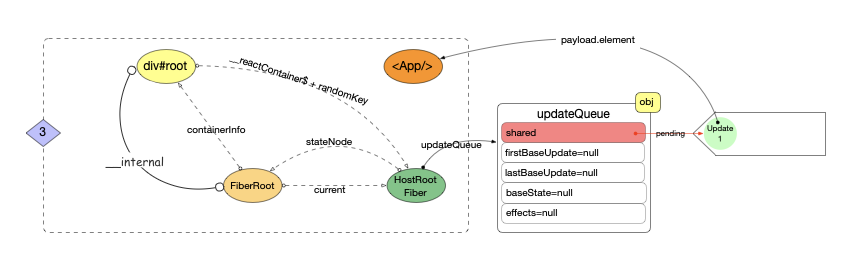 payload.element
div#root
__reactContainer$ + randomKey
<App/>
obj
updateQueue
3
containerInfo
stateNode
updateQueue
shared
pending
Update
1
firstBaseUpdate=null
__internal
lastBaseUpdate=null
FiberRoot
current
HostRoot
Fiber
baseState=null
effects=null